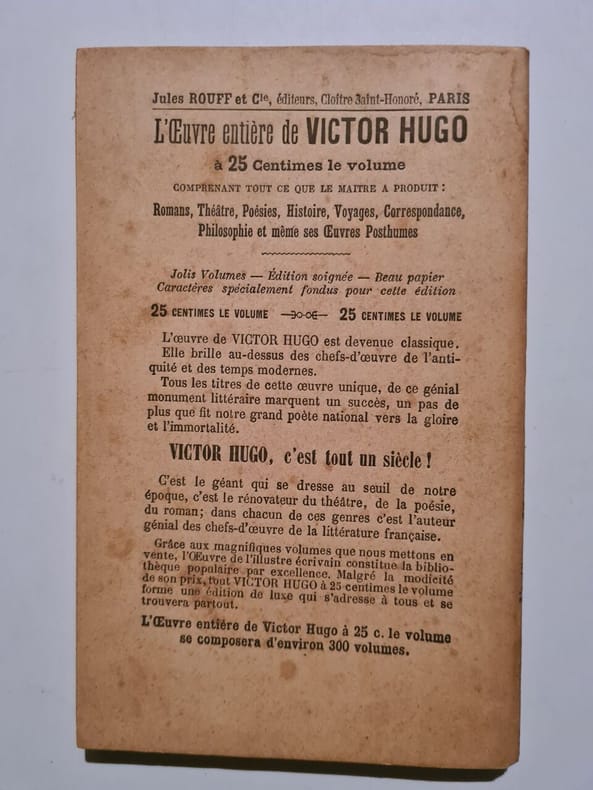 Jules ROUFF et Cie, éditeurs, Cloître Saint-Honoré, PARIS
L'Œuvre entière de VICTOR HUGO
à 25 Centimes le volume
COMPRENANT TOUT CE QUE LE MAITRE A PRODUIT :
Romans, Théâtre, Poésies, Histoire, Voyages, Correspondance,
Philosophie et même ses Œuvres Posthumes
Jolis Volumes — Édition soignée — Beau papier
Caractères spécialement fondus pour cette édition
25 CENTIMES LE VOLUME 25 CENTIMES LE VOLUME
L'œuvre de VICTOR HUGO est devenue classique.
Elle brille au-dessus des chefs-d'œuvre de l'anti-
quité et des temps modernes.
Tous les titres de cette œuvre unique, de ce génial
monument littéraire marquent un succès, un pas de
plus que fit notre grand poète national vers la gloire
et l'immortalité.
VICTOR HUGO, c'est tout un siècle !
C'est le géant qui se dresse au seuil de notre
époque, c'est le rénovateur du théâtre, de la poésie,
du roman; dans chacun de ces genres c'est l'auteur
génial des chefs-d'œuvre de la littérature française.
Grâce aux magnifiques volumes que nous mettons en
vente, l'Œuvre de l'illustre écrivain constitue la biblio-
thèque populaire par excellence. Malgré la modicité
de son prix, tout VICTOR HUGO à 25 centimes le volume
forme une édition de luxe qui s'adresse à tous et se
trouvera partout.
L'Œuvre entière de Victor Hugo à 25 c. le volume
se composera d'environ 300 volumes.